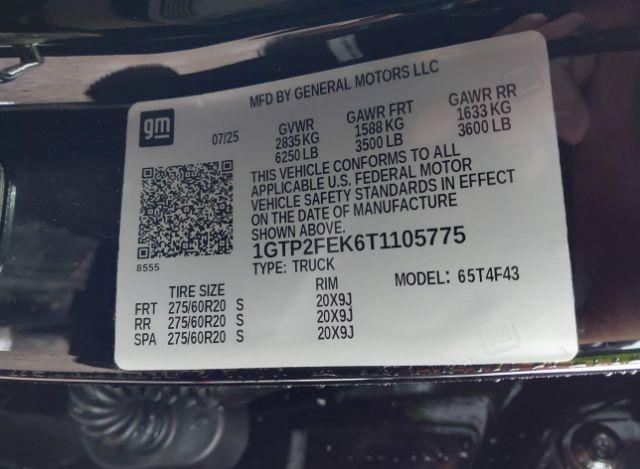 MFD BY GENERAL MOTORS LLC
gm
07/25
GVWR GAWR FRT GAWR RR
2835 KG 1588 KG 1633 KG
6250 LB 3500 LB 3600 LB
THIS VEHICLE CONFORMS TO ALL
APPLICABLE U.S. FEDERAL MOTOR
VEHICLE SAFETY STANDARDS IN EFFECT
ON THE DATE OF MANUFACTURE
SHOWN ABOVE.
1GTP2FEK6T1105775
8555
TYPE: TRUCK MODEL: 65T4F43
TIRE SIZE RIM
FRT 275/60R20 S 20X9J
RR 275/60R20 S 20X9J
SPA 275/60R20 S 20X9J